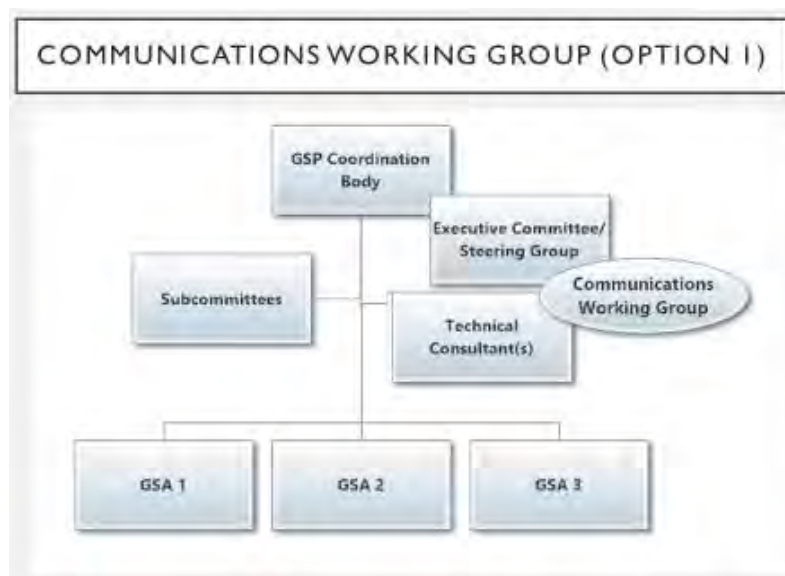 COMMUNICATIONS WORKING GROUP (OPTION 1)
GSP Coordination
Body
Executive Committee/
Steering Group
Communications
Working Group
Subcommittees
Technical
Consultant(s)
GSA 1
GSA 2
GSA 3